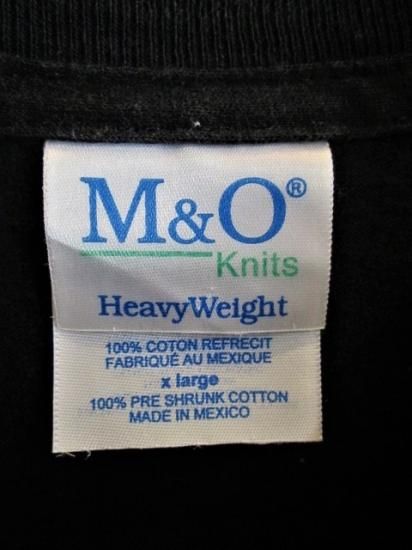 M&O®
Knits
HeavyWeight
100% COTON REFRECIT
FABRIQUÉ AU MEXIQUE
x large
100% PRE SHRUNK COTTON
MADE IN MEXICO